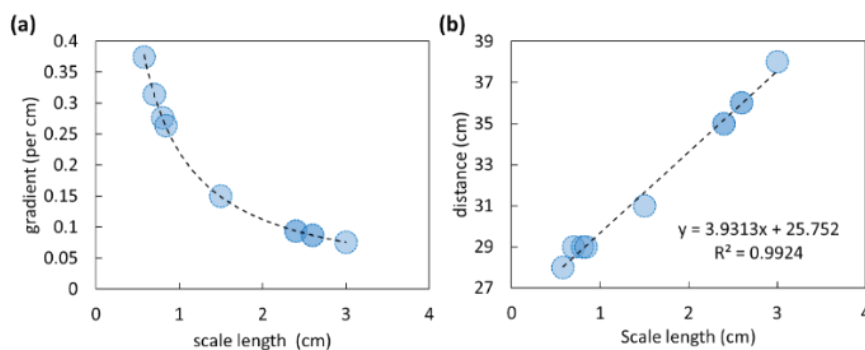 (a)
0.4
0.35
0.3
0.25
0.2
0.15
0.1
0.05
0
gradient (per cm)
0 1 2 3 4
scale length (cm)
(b)
39
37
35
33
31
29
27
distance (cm)
y = 3.9313x + 25.752
R² = 0.9924
0 1 2 3 4
Scale length (cm)